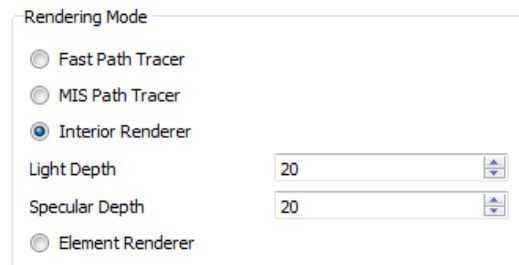 Rendering Mode
Fast Path Tracer
MIS Path Tracer
Interior Renderer
Light Depth 20
Specular Depth 20
Element Renderer